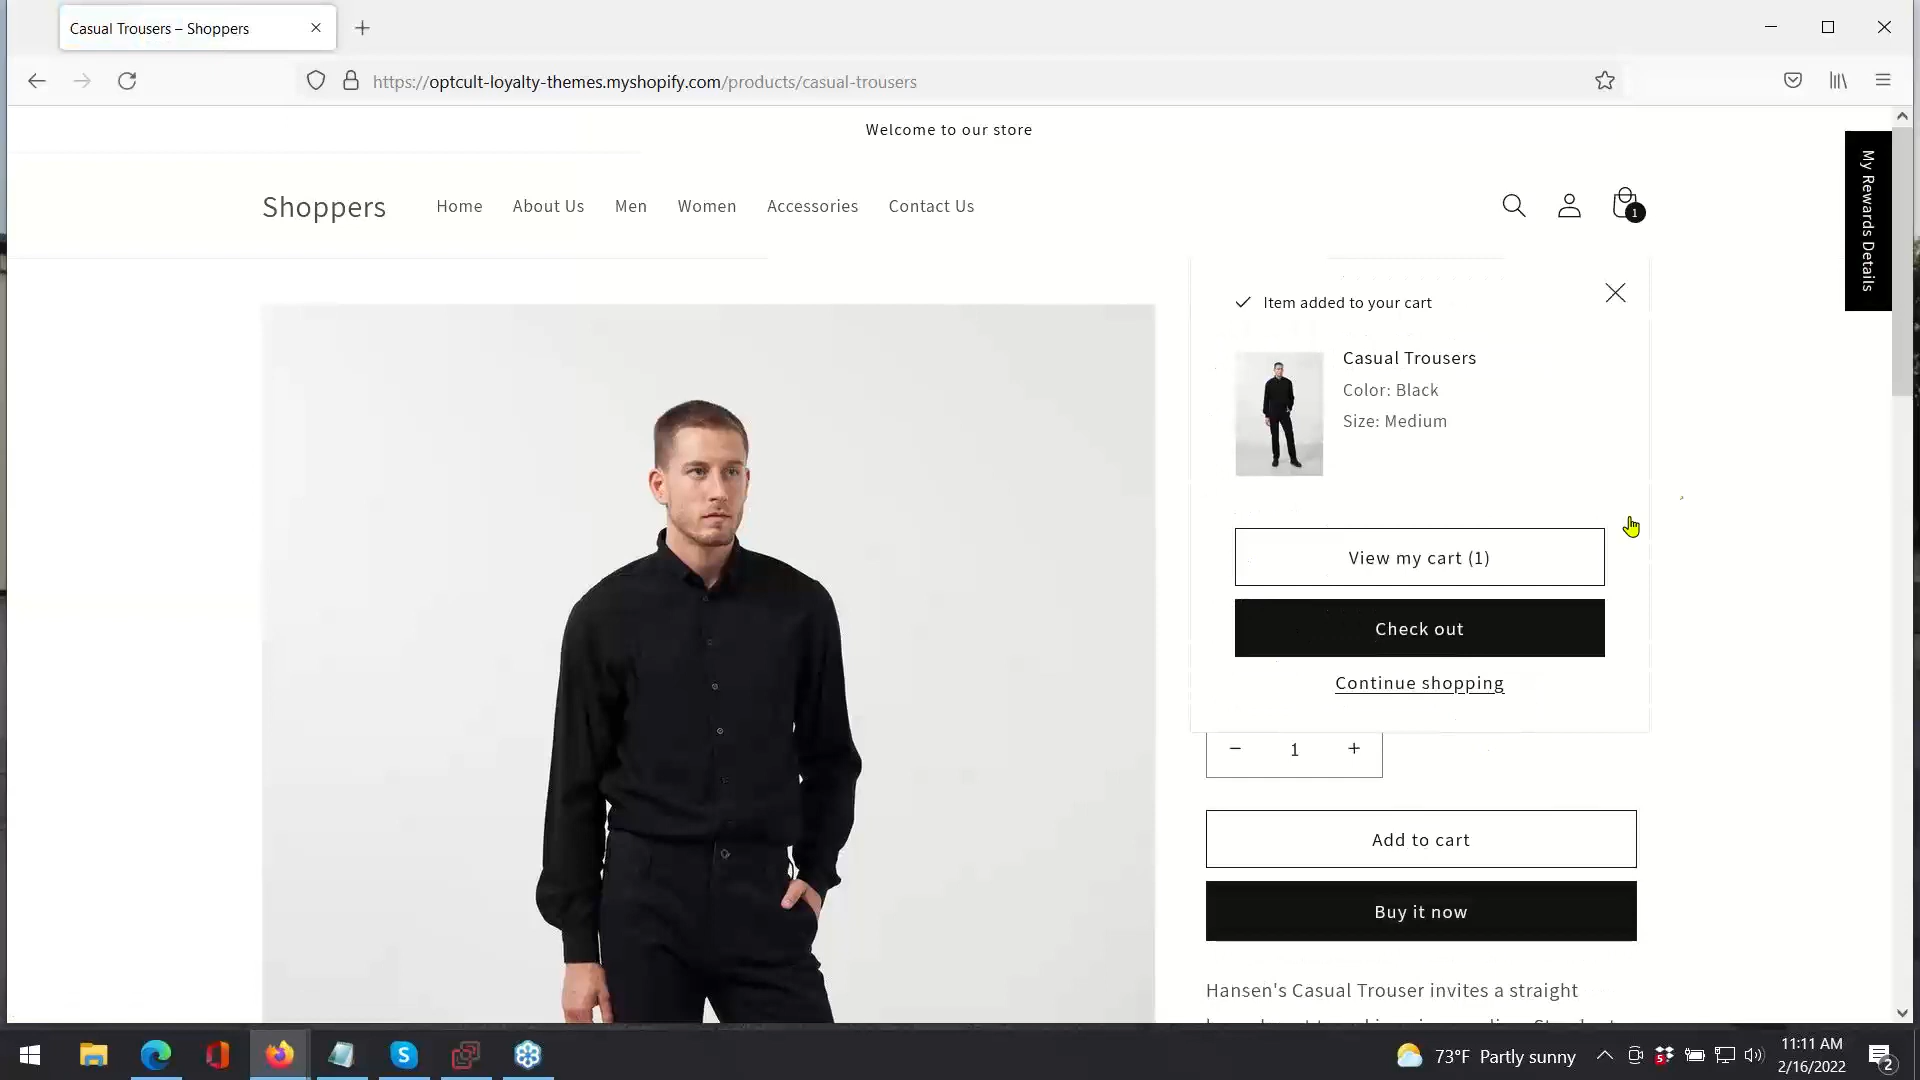 Casual Trousers – Shoppers
https://optcult-loyalty-themes.myshopify.com/products/casual-trousers
Welcome to our store
My Rewards Details
Shoppers
Home
About Us
Men
Women
Accessories
Contact Us
1
Item added to your cart
Casual Trousers
Color: Black
Size: Medium
View my cart (1)
Check out
Continue shopping
1
Add to cart
Buy it now
Hansen's Casual Trouser invites a straight
73°F Partly sunny
11:11 AM
2/16/2022
2